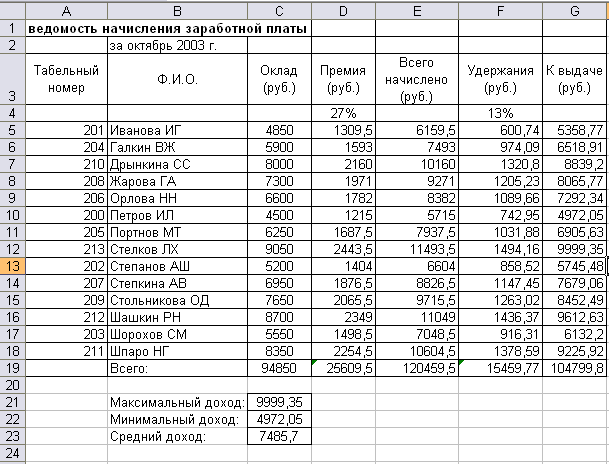 A B C D E F G
1 ведомость начисления заработной платы
2 за октябрь 2003 г.
3 Табельный номер Ф.И.О. Оклад (руб.) Премия (руб.) Всего начислено (руб.) Удержания (руб.) К выдаче (руб.)
4 27% 13%
5 201 Иванова ИГ 4850 1309,5 6159,5 600,74 5358,77
6 204 Галкин ВЖ 5900 1593 7493 974,09 6518,91
7 210 Дрынкина СС 8000 2160 10160 1320,8 8839,2
8 208 Жарова ГА 7300 1971 9271 1205,23 8065,77
9 206 Орлова НН 6600 1782 8382 1089,66 7292,34
10 200 Петров ИЛ 4500 1215 5715 742,95 4972,05
11 205 Портнов МТ 6250 1687,5 7937,5 1031,88 6905,63
12 213 Стелков ЛХ 9050 2443,5 11493,5 1494,16 9999,35
13 202 Степанов АШ 5200 1404 6604 858,52 5745,48
14 207 Степкина АВ 6950 1876,5 8826,5 1147,45 7679,06
15 209 Стольникова ОД 7650 2065,5 9715,5 1263,02 8452,49
16 212 Шашкин РН 8700 2349 11049 1436,37 9612,63
17 203 Шорохов СМ 5550 1498,5 7048,5 916,31 6132,2
18 211 Шпаро НГ 8350 2254,5 10604,5 1378,59 9225,92
19 Всего: 94850 25609,5 120459,5 15459,77 104799,8
20
21 Максимальный доход: 9999,35
22 Минимальный доход: 4972,05
23 Средний доход: 7485,7
24